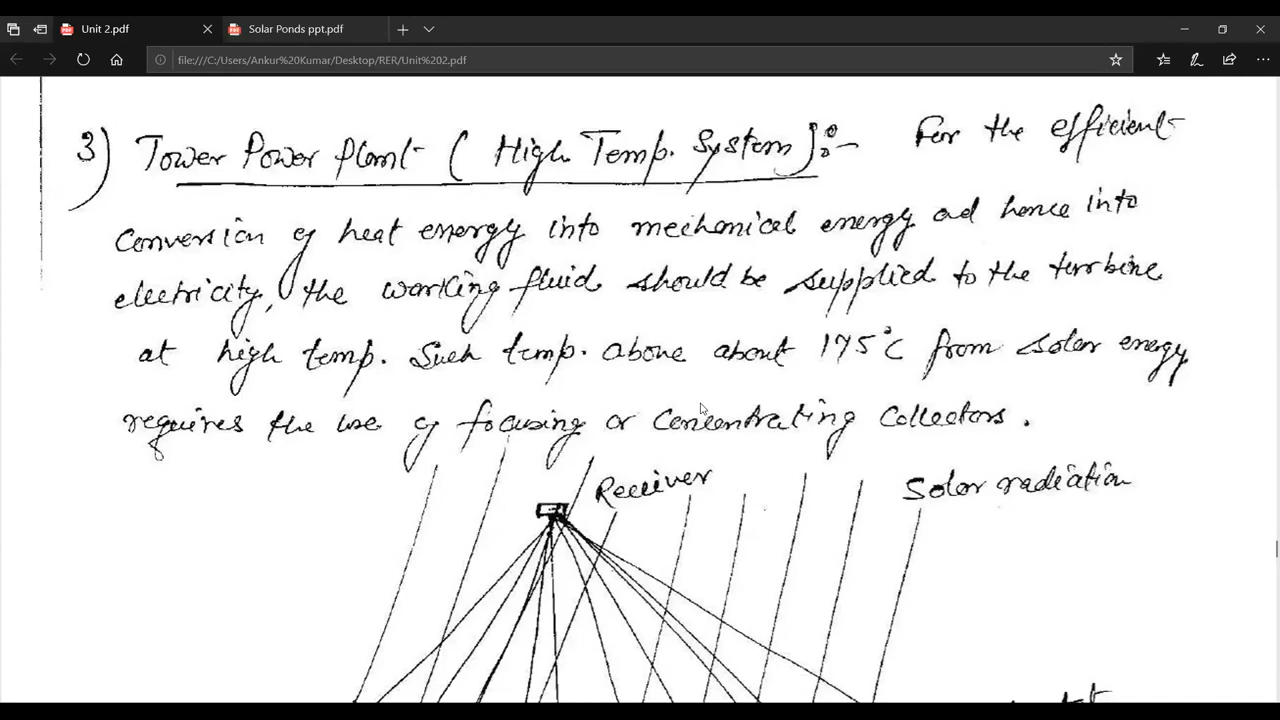 Unit 2.pdf
Solar Ponds ppt.pdf
file:///C:/Users/Ankur%20Kumar/Desktop/RER/Unit%202.pdf
3) Tower Power Plant ( High Temp. System ) :- For the efficient
conversion of heat energy into mechanical energy ad hence into
electricity, the working fluid should be supplied to the turbine
at high temp. Such temp. above about 175°C from solar energy
requires the use of focusing or concentrating collectors.
Receiver
Solar radiation